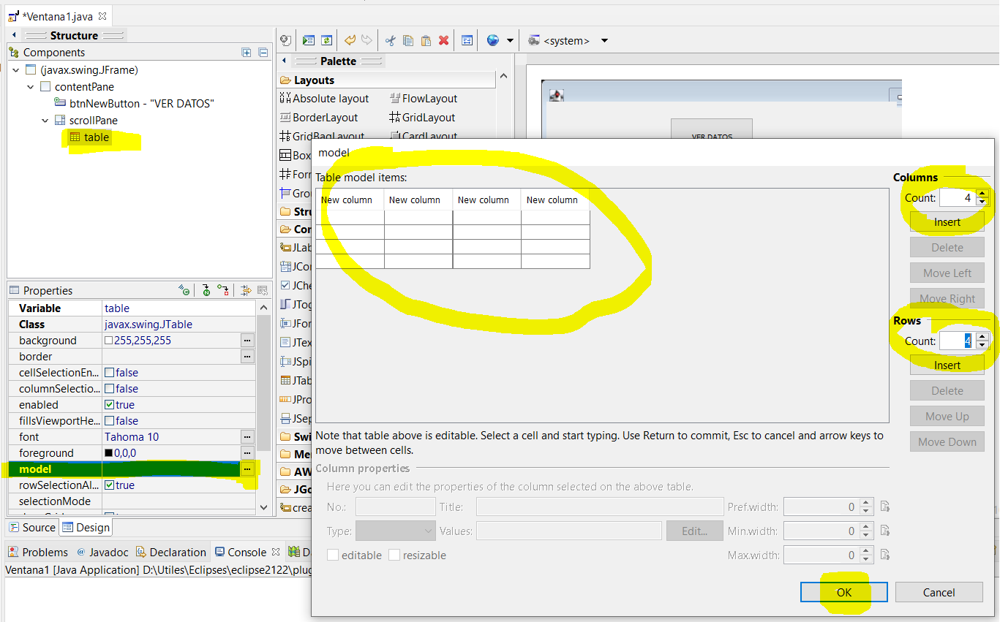 *Ventana1.java
Structure
Components
(javax.swing.JFrame)
contentPane
btnNewButton - "VER DATOS"
scrollPane
table
Properties
Variable table
Class javax.swing.JTable
background 255,255,255 ...
border ...
cellSelectionEn... false
columnSelectio... false
enabled true
fillsViewportHe... false
font Tahoma 10 ...
foreground 0,0,0 ...
model ...
rowSelectionAl... true
selectionMode
Source Design
<system>
Palette
Layouts
Absolute layout FlowLayout
BorderLayout GridLayout
GridBagLayout CardLayout
Box
Forr
Gro
Stru
Con
JLab
JCor
JChe
JTog
JFor
JTex
JSpi
JTab
JPro
JSep
Swi
Me
AW
JGo
crea
VER DATOS
model
Table model items:
New column New column New column New column
Columns
Count: 4
Insert
Delete
Move Left
Move Right
Rows
Count: 4
Insert
Delete
Move Up
Move Down
Note that table above is editable. Select a cell and start typing. Use Return to commit, Esc to cancel and arrow keys to
move between cells.
Column properties
Here you can edit the properties of the column selected on the above table.
No.: Title: Pref.width: 0
Type: Values: Edit... Min.width: 0
editable resizable Max.width: 0
OK Cancel
Problems @ Javadoc Declaration Console
Ventana1 [Java Application] D:\Utiles\Eclipses\eclipse2122\plug